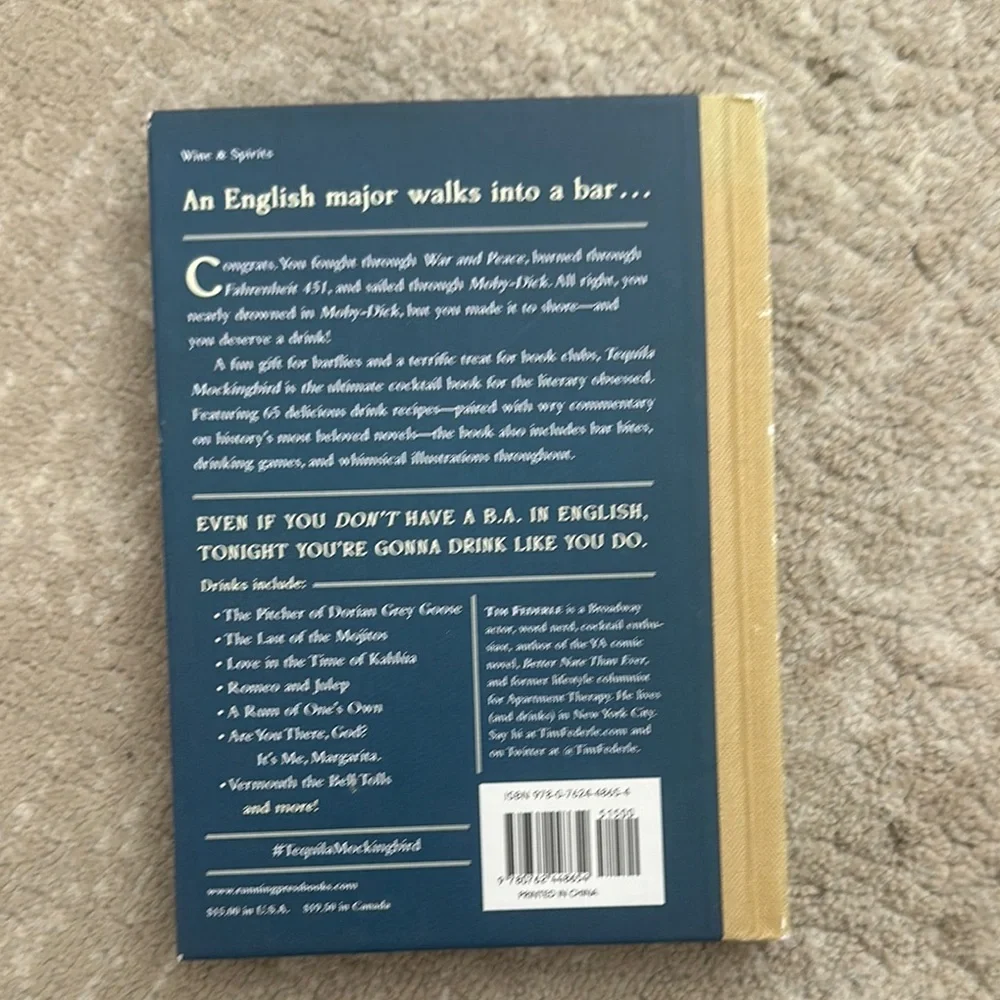 Wine & Spirits
An English major walks into a bar...
Congrats. You fought through War and Peace, burned through
Fahrenheit 451, and sailed through Moby-Dick. All right, you
nearly drowned in Moby-Dick, but you made it to shore—and
you deserve a drink!
A fun gift for barflies and a terrific treat for book clubs, Tequila
Mockingbird is the ultimate cocktail book for the literary obsessed.
Featuring 65 delicious drink recipes—paired with wry commentary
on history's most beloved novels—the book also includes bar bites,
drinking games, and whimsical illustrations throughout.
EVEN IF YOU DON'T HAVE A B.A. IN ENGLISH,
TONIGHT YOU'RE GONNA DRINK LIKE YOU DO.
Drinks include:
• The Pitcher of Dorian Grey Goose
• The Last of the Mojitos
• Love in the Time of Kahlúa
• Romeo and Julep
• A Rum of One's Own
• Are You There, God?
It's Me, Margarita.
• Vermouth the Bell Tolls
and more!
TIM FEDERLE is a Broadway
actor, word nerd, cocktail enthu-
siast, author of the YA comic
novel, Better Nate Than Ever,
and former lifestyle columnist
for Apartment Therapy. He lives
(and drinks) in New York City.
Say hi at TimFederle.com and
on Twitter at @TimFederle.
#TequilaMockingbird
www.runningpressbooks.com
$15.00 in U.S.A. $19.50 in Canada
ISBN 978-0-7624-4865-4
51500
9 780762 448654
PRINTED IN CHINA